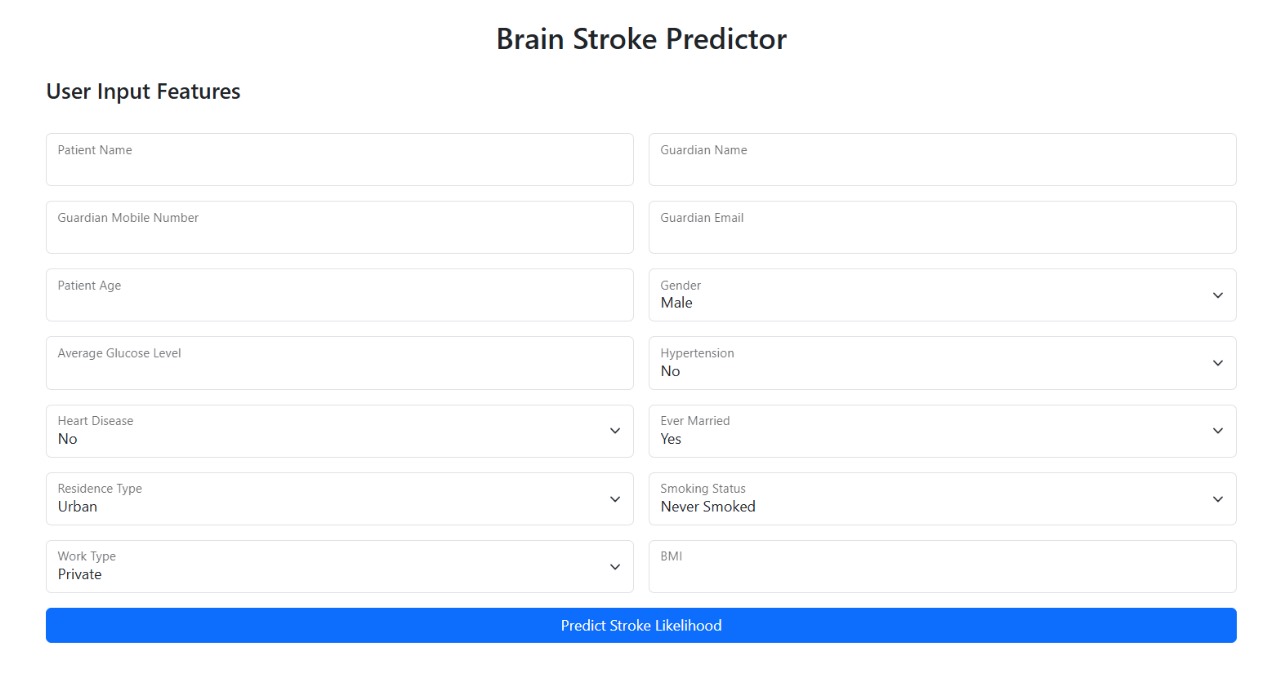 Brain Stroke Predictor
User Input Features
Patient Name
Guardian Name
Guardian Mobile Number
Guardian Email
Patient Age
Gender
Male
Average Glucose Level
Hypertension
No
Heart Disease
No
Ever Married
Yes
Residence Type
Urban
Smoking Status
Never Smoked
Work Type
Private
BMI
Predict Stroke Likelihood